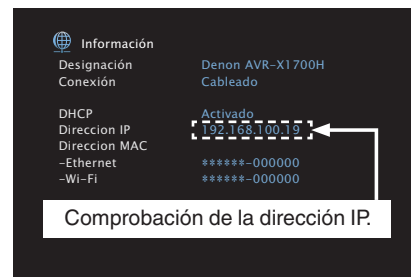 Información
Designación Denon AVR-X1700H
Conexión Cableado
DHCP Activado
Direccion IP 192.168.100.19
Direccion MAC
-Ethernet ******-000000
-Wi-Fi ******-000000
Comprobación de la dirección IP.